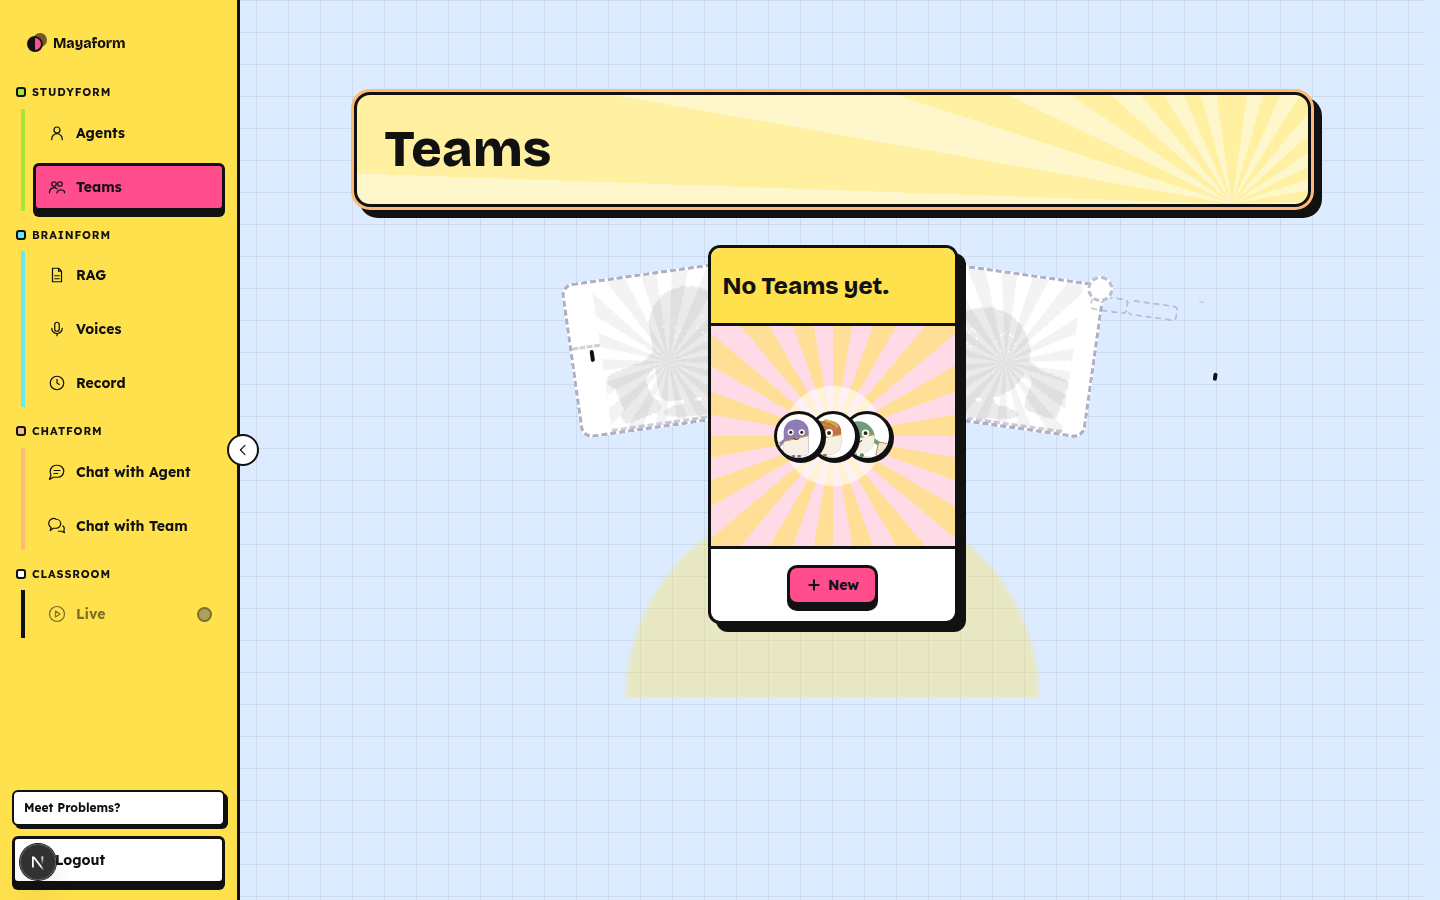 Mayaform
STUDYFORM
Agents
Teams
BRAINFORM
RAG
Voices
Record
CHATFORM
Chat with Agent
Chat with Team
CLASSROOM
Live
Meet Problems?
N
Logout
Teams
No Teams yet.
+ New